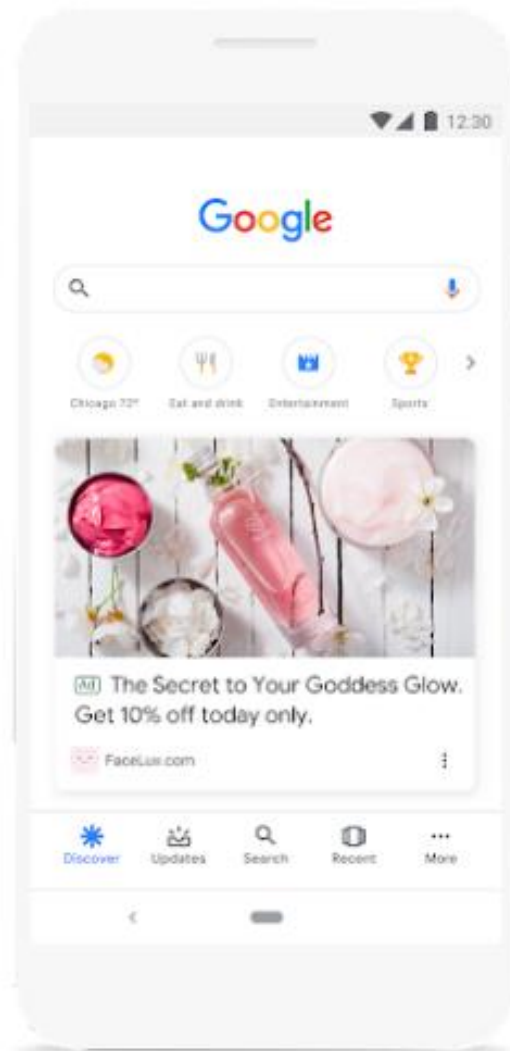 12:30
Google
Chicago 72°
Eat and drink
Entertainment
Sports
Ad The Secret to Your Goddess Glow.
Get 10% off today only.
FaceLux.com
Discover
Updates
Search
Recent
More